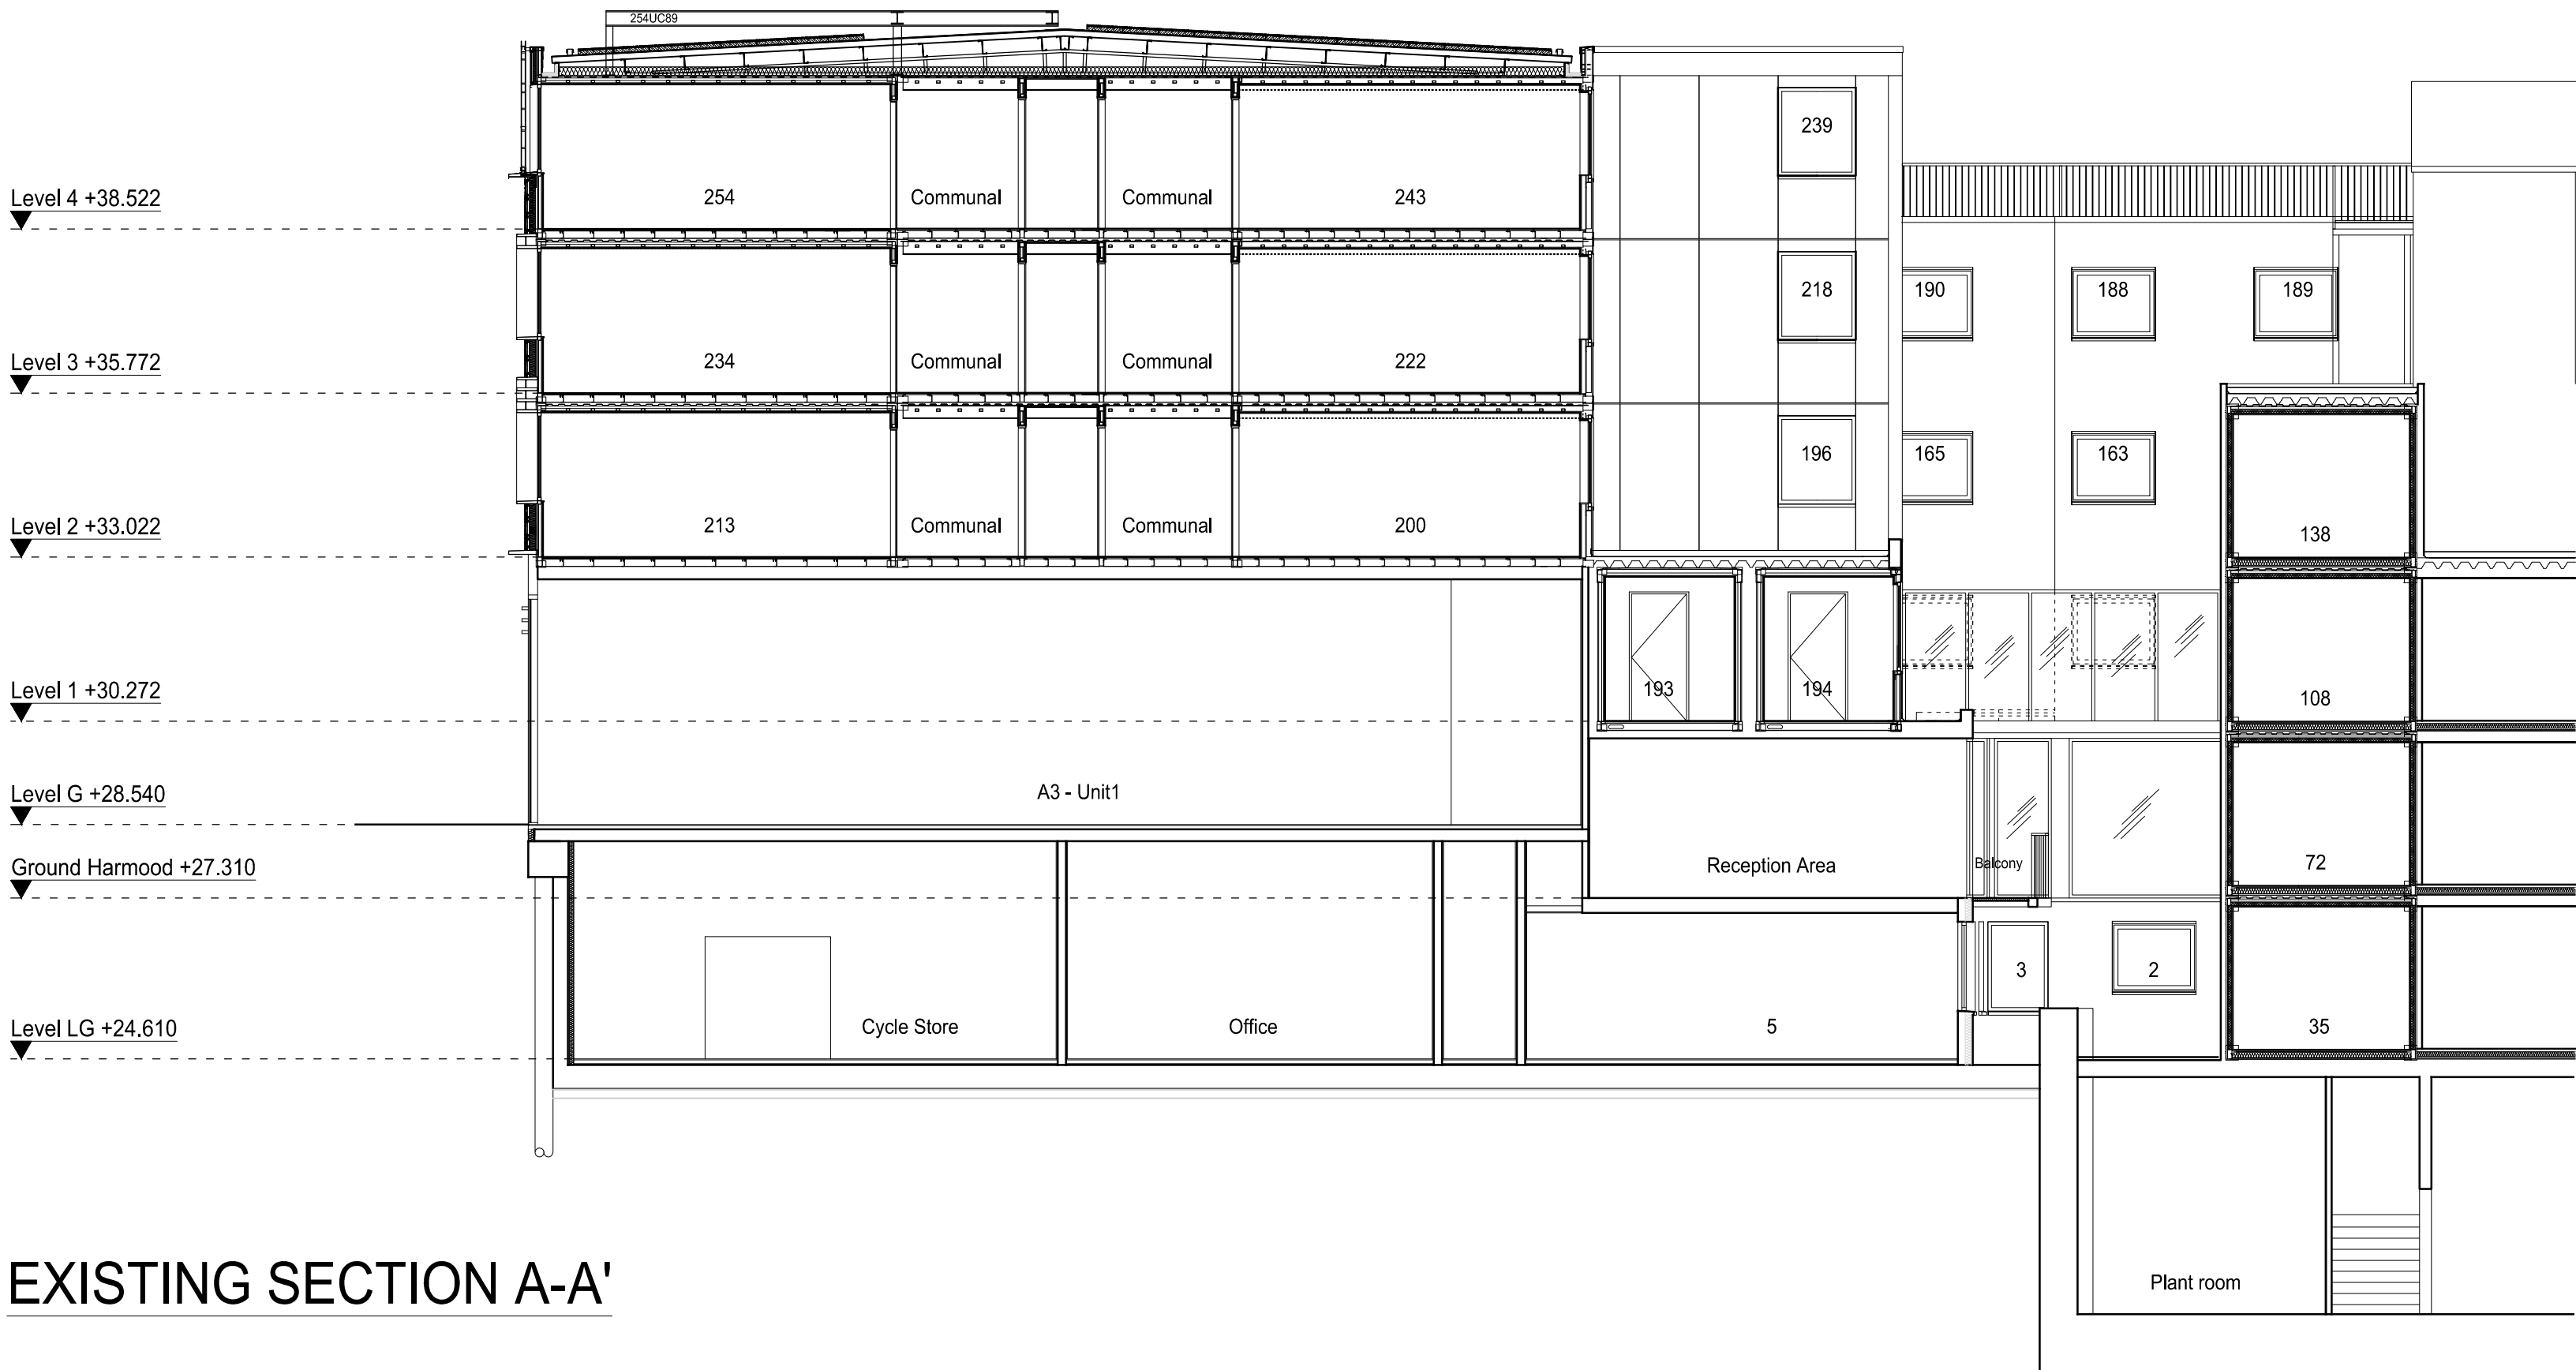 254UC89
239
Level 4 +38.522
254 Communal Communal 243
218 190 188 189
Level 3 +35.772
234 Communal Communal 222
196 165 163
Level 2 +33.022
213 Communal Communal 200
138
Level 1 +30.272
193 194 108
Level G +28.540
A3 - Unit1
Ground Harmood +27.310
Reception Area Balcony 72
3 2
Level LG +24.610
Cycle Store Office 5 35
EXISTING SECTION A-A'
Plant room